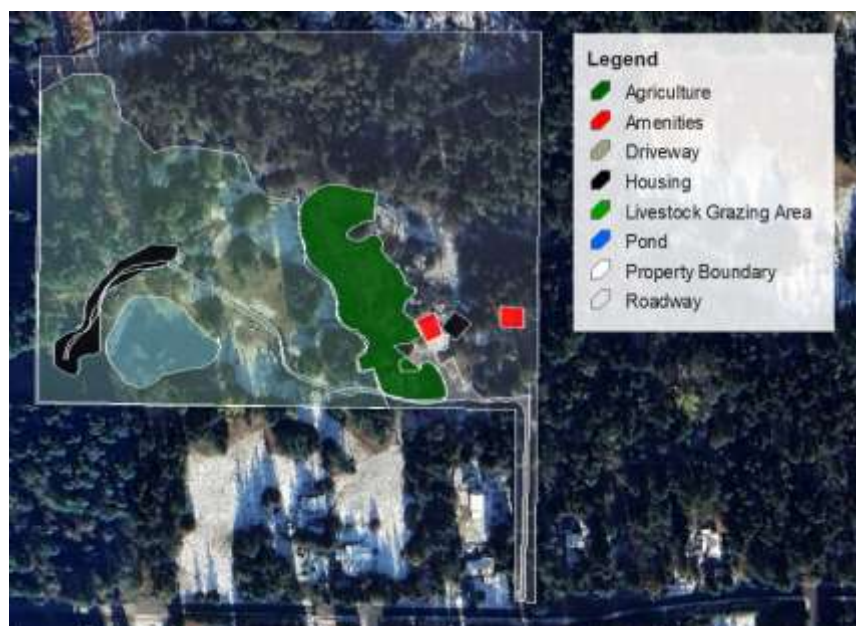 Legend
Agriculture
Amenities
Driveway
Housing
Livestock Grazing Area
Pond
Property Boundary
Roadway